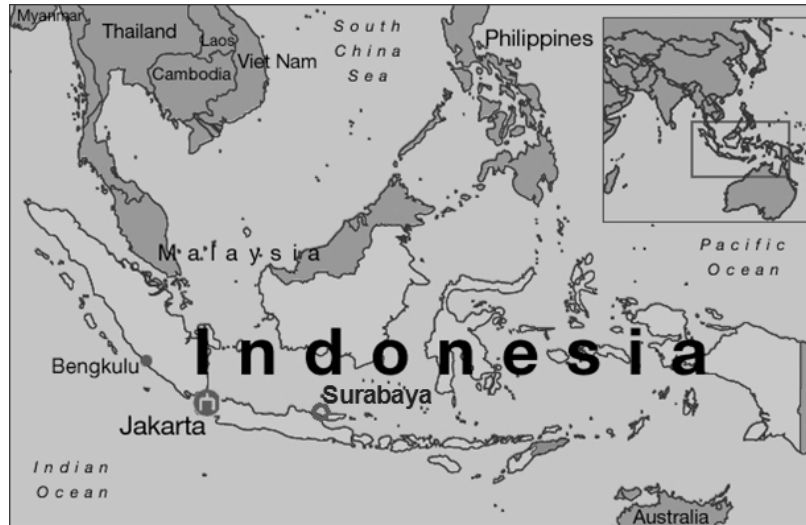 Myanmar
Thailand
Laos
Cambodia
Viet Nam
South
China
Sea
Philippines
Malaysia
Pacific
Ocean
Indonesia
Bengkulu
Surabaya
Jakarta
Indian
Ocean
Australia